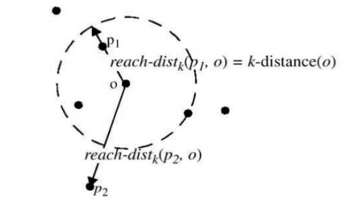 p1
reach-distk(p1, o) = k-distance(o)
o
reach-distk(p2, o)
p2